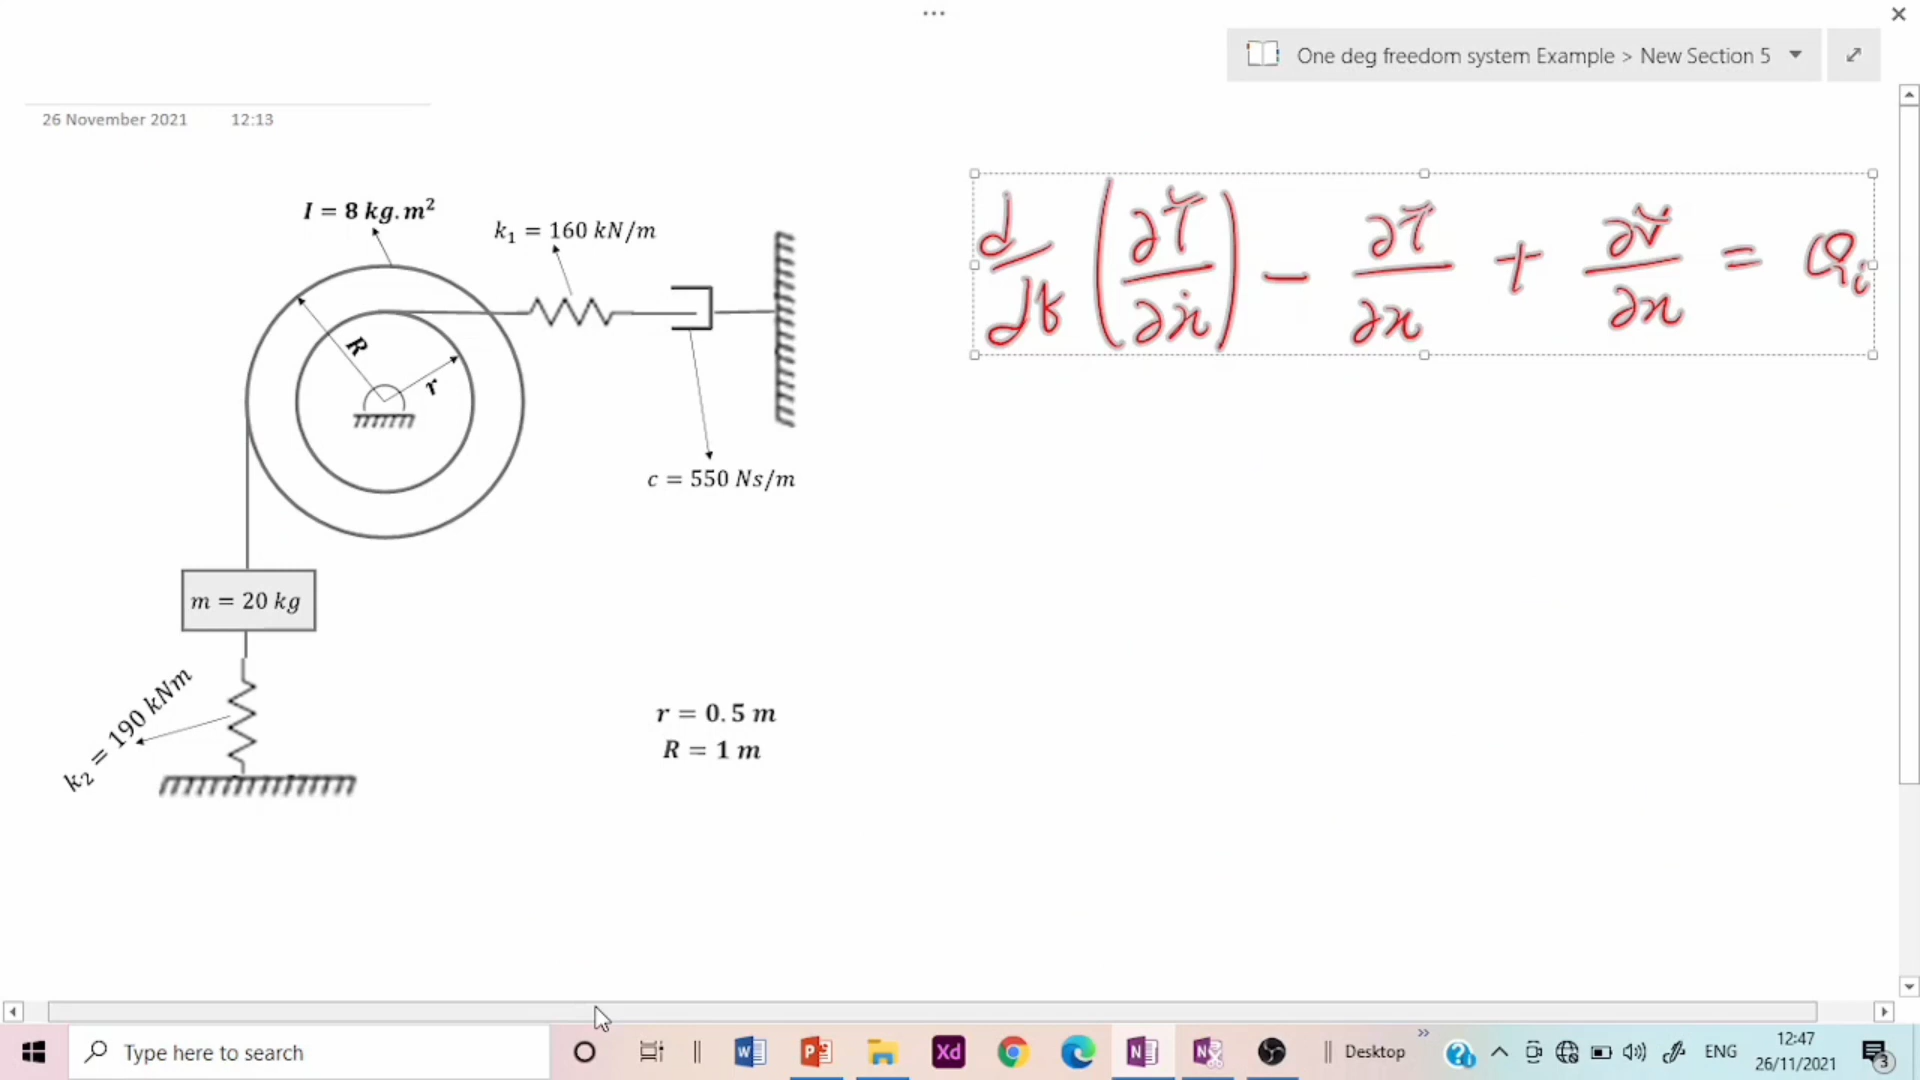 ...
One deg freedom system Example > New Section 5
26 November 2021 12:13
I = 8 kg.m²
k₁ = 160 kN/m
R
r
c = 550 Ns/m
m = 20 kg
k₂ = 190 kNm
r = 0.5 m
R = 1 m
d/dt (∂T/∂ẋ) − ∂T/∂x + ∂V/∂x = Qᵢ
Type here to search
Xd
Desktop
ENG
12:47
26/11/2021
3